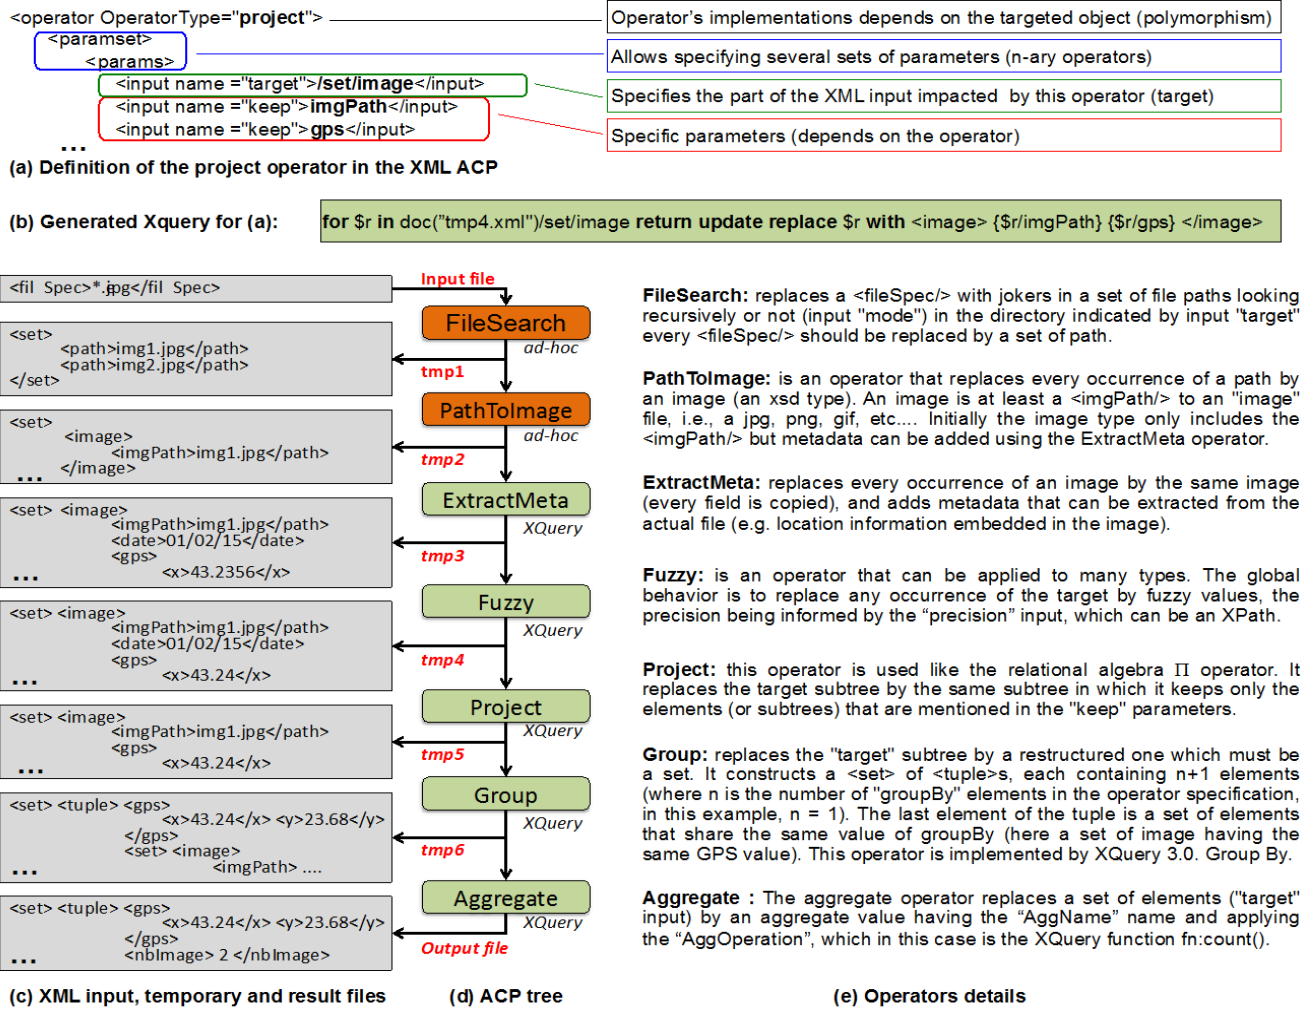 <operator OperatorType="project">
Operator's implementations depends on the targeted object (polymorphism)
<paramset>
<params>
Allows specifying several sets of parameters (n-ary operators)
<input name ="target">/set/image</input>
Specifies the part of the XML input impacted by this operator (target)
<input name ="keep">imgPath</input>
<input name ="keep">gps</input>
Specific parameters (depends on the operator)
...
(a) Definition of the project operator in the XML ACP
(b) Generated Xquery for (a):
for $r in doc("tmp4.xml")/set/image return update replace $r with <image> {$r/imgPath} {$r/gps} </image>
<fil Spec>*.jpg</fil Spec>
<set>
<path>img1.jpg</path>
<path>img2.jpg</path>
</set>
<set>
<image>
<imgPath>img1.jpg</path>
</image>
...
<set> <image>
<imgPath>img1.jpg</path>
<date>01/02/15</date>
<gps>
... <x>43.2356</x>
<set> <image>
<imgPath>img1.jpg</path>
<date>01/02/15</date>
<gps>
... <x>43.24</x>
<set> <image>
<imgPath>img1.jpg</path>
<gps>
... <x>43.24</x>
<set> <tuple> <gps>
<x>43.24</x> <y>23.68</y>
</gps>
<set> <image>
... <imgPath> ....
<set> <tuple> <gps>
<x>43.24</x> <y>23.68</y>
</gps>
... <nbImage> 2 </nbImage>
(c) XML input, temporary and result files
Input file
FileSearch
ad-hoc
tmp1
PathToImage
ad-hoc
tmp2
ExtractMeta
XQuery
tmp3
Fuzzy
XQuery
tmp4
Project
XQuery
tmp5
Group
XQuery
tmp6
Aggregate
XQuery
Output file
(d) ACP tree
FileSearch: replaces a <fileSpec/> with jokers in a set of file paths looking
recursively or not (input "mode") in the directory indicated by input "target"
every <fileSpec/> should be replaced by a set of path.
PathToImage: is an operator that replaces every occurrence of a path by
an image (an xsd type). An image is at least a <imgPath/> to an "image"
file, i.e., a jpg, png, gif, etc.... Initially the image type only includes the
<imgPath/> but metadata can be added using the ExtractMeta operator.
ExtractMeta: replaces every occurrence of an image by the same image
(every field is copied), and adds metadata that can be extracted from the
actual file (e.g. location information embedded in the image).
Fuzzy: is an operator that can be applied to many types. The global
behavior is to replace any occurrence of the target by fuzzy values, the
precision being informed by the “precision” input, which can be an XPath.
Project: this operator is used like the relational algebra Π operator. It
replaces the target subtree by the same subtree in which it keeps only the
elements (or subtrees) that are mentioned in the "keep" parameters.
Group: replaces the "target" subtree by a restructured one which must be
a set. It constructs a <set> of <tuple>s, each containing n+1 elements
(where n is the number of "groupBy" elements in the operator specification,
in this example, n = 1). The last element of the tuple is a set of elements
that share the same value of groupBy (here a set of image having the
same GPS value). This operator is implemented by XQuery 3.0. Group By.
Aggregate : The aggregate operator replaces a set of elements ("target"
input) by an aggregate value having the “AggName” name and applying
the “AggOperation”, which in this case is the XQuery function fn:count().
(e) Operators details